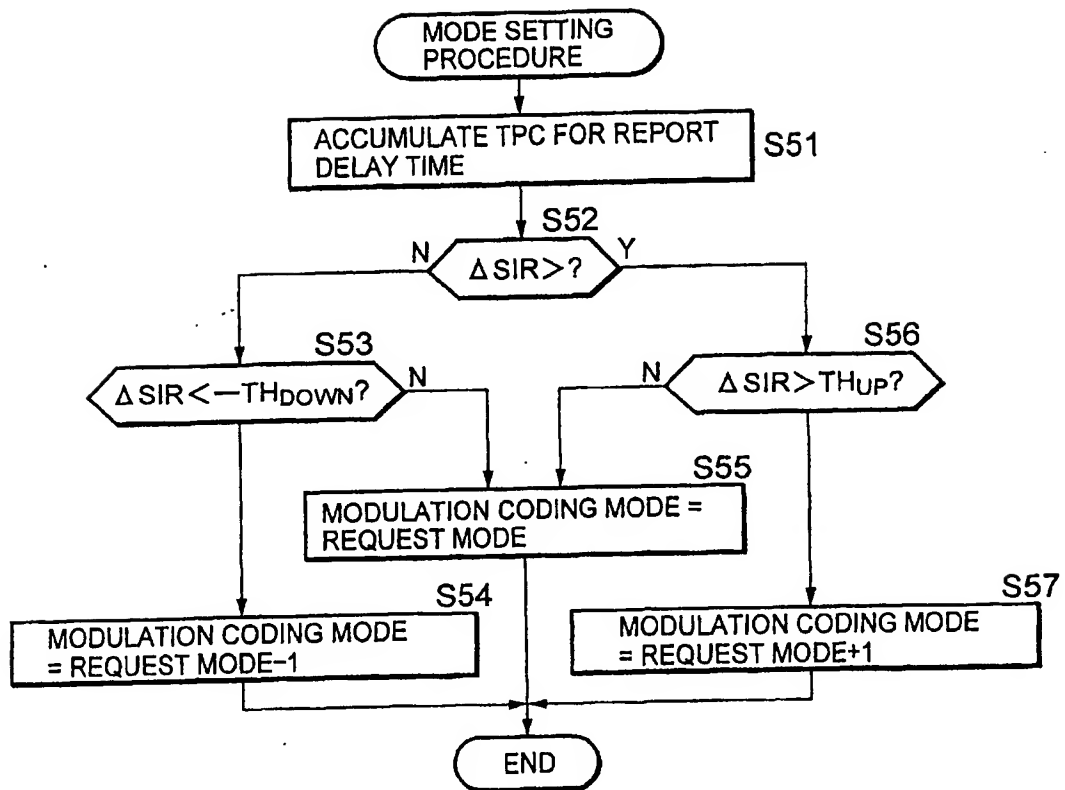 MODE SETTING
PROCEDURE
ACCUMULATE TPC FOR REPORT
DELAY TIME
S51
S52
N
ΔSIR>?
Y
S53
ΔSIR<−THDOWN?
N
S56
N
ΔSIR>THUP?
S55
MODULATION CODING MODE =
REQUEST MODE
S54
MODULATION CODING MODE
= REQUEST MODE−1
S57
MODULATION CODING MODE
= REQUEST MODE+1
END